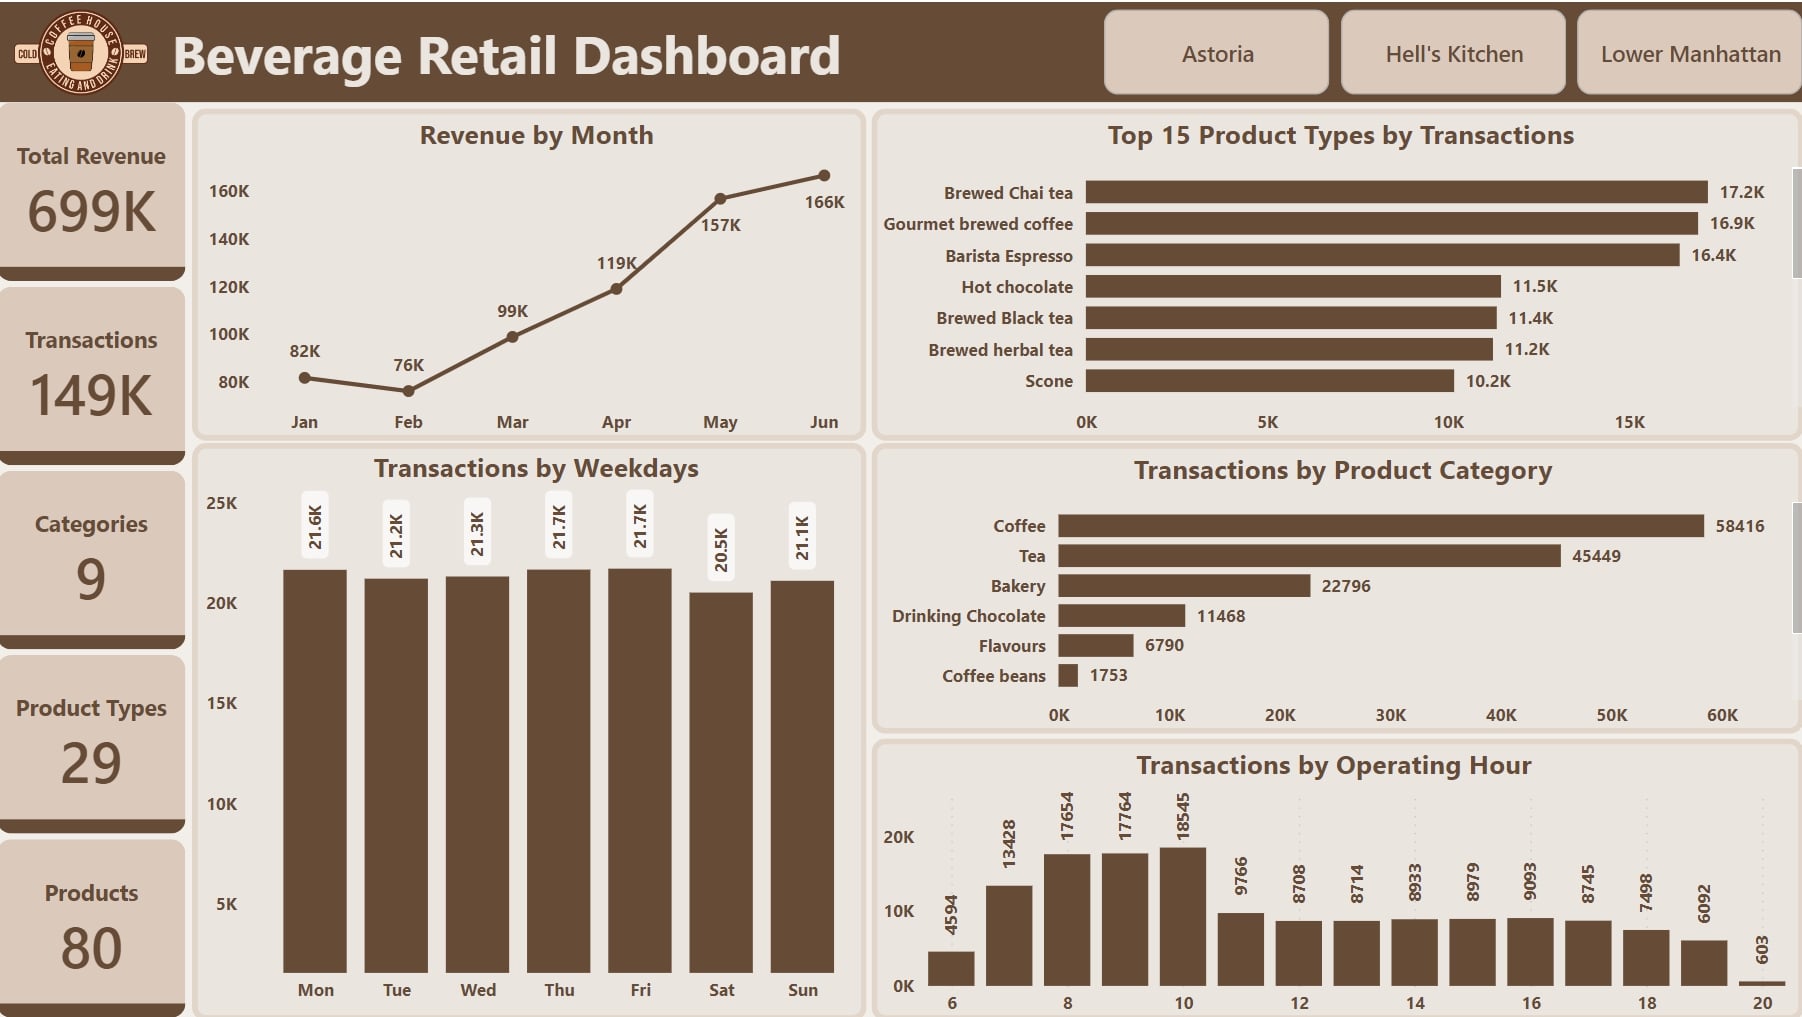 COFFEE HOUSE
COLD
BREW
EATING AND DRINK
Beverage Retail Dashboard
Astoria
Hell's Kitchen
Lower Manhattan
Total Revenue
699K
Transactions
149K
Categories
9
Product Types
29
Products
80
Revenue by Month
160K
140K
120K
100K
80K
82K
76K
99K
119K
157K
166K
Jan Feb Mar Apr May Jun
Top 15 Product Types by Transactions
Brewed Chai tea 17.2K
Gourmet brewed coffee 16.9K
Barista Espresso 16.4K
Hot chocolate 11.5K
Brewed Black tea 11.4K
Brewed herbal tea 11.2K
Scone 10.2K
0K 5K 10K 15K
Transactions by Weekdays
25K
20K
15K
10K
5K
21.6K 21.2K 21.3K 21.7K 21.7K 20.5K 21.1K
Mon Tue Wed Thu Fri Sat Sun
Transactions by Product Category
Coffee 58416
Tea 45449
Bakery 22796
Drinking Chocolate 11468
Flavours 6790
Coffee beans 1753
0K 10K 20K 30K 40K 50K 60K
Transactions by Operating Hour
20K
10K
0K
4594 13428 17654 17764 18545 9766 8708 8714 8933 8979 9093 8745 7498 6092 603
6 8 10 12 14 16 18 20